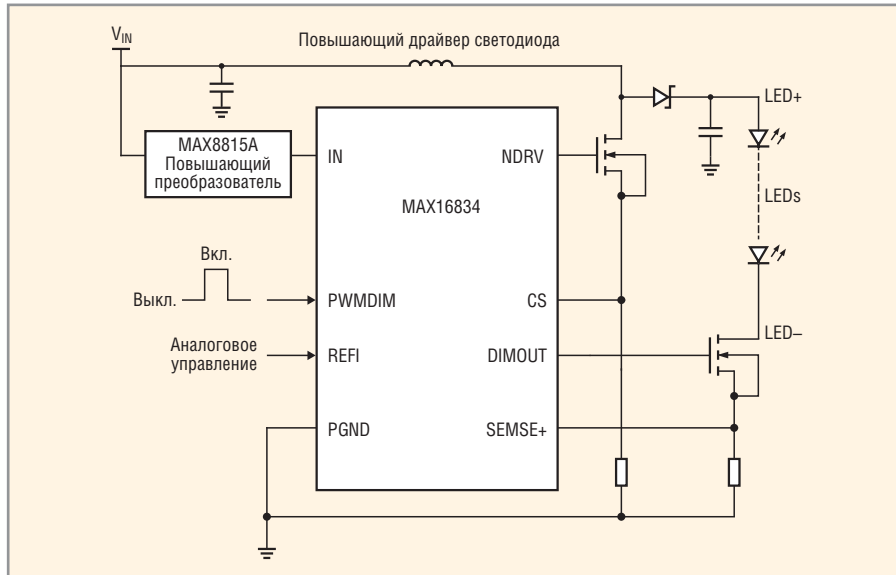 VIN
Повышающий драйвер светодиода
LED+
MAX8815A
Повышающий
преобразователь
IN
NDRV
MAX16834
LEDs
Вкл.
Выкл.
PWMDIM
CS
LED–
Аналоговое
управление
REFI
DIMOUT
PGND
SEMSE+